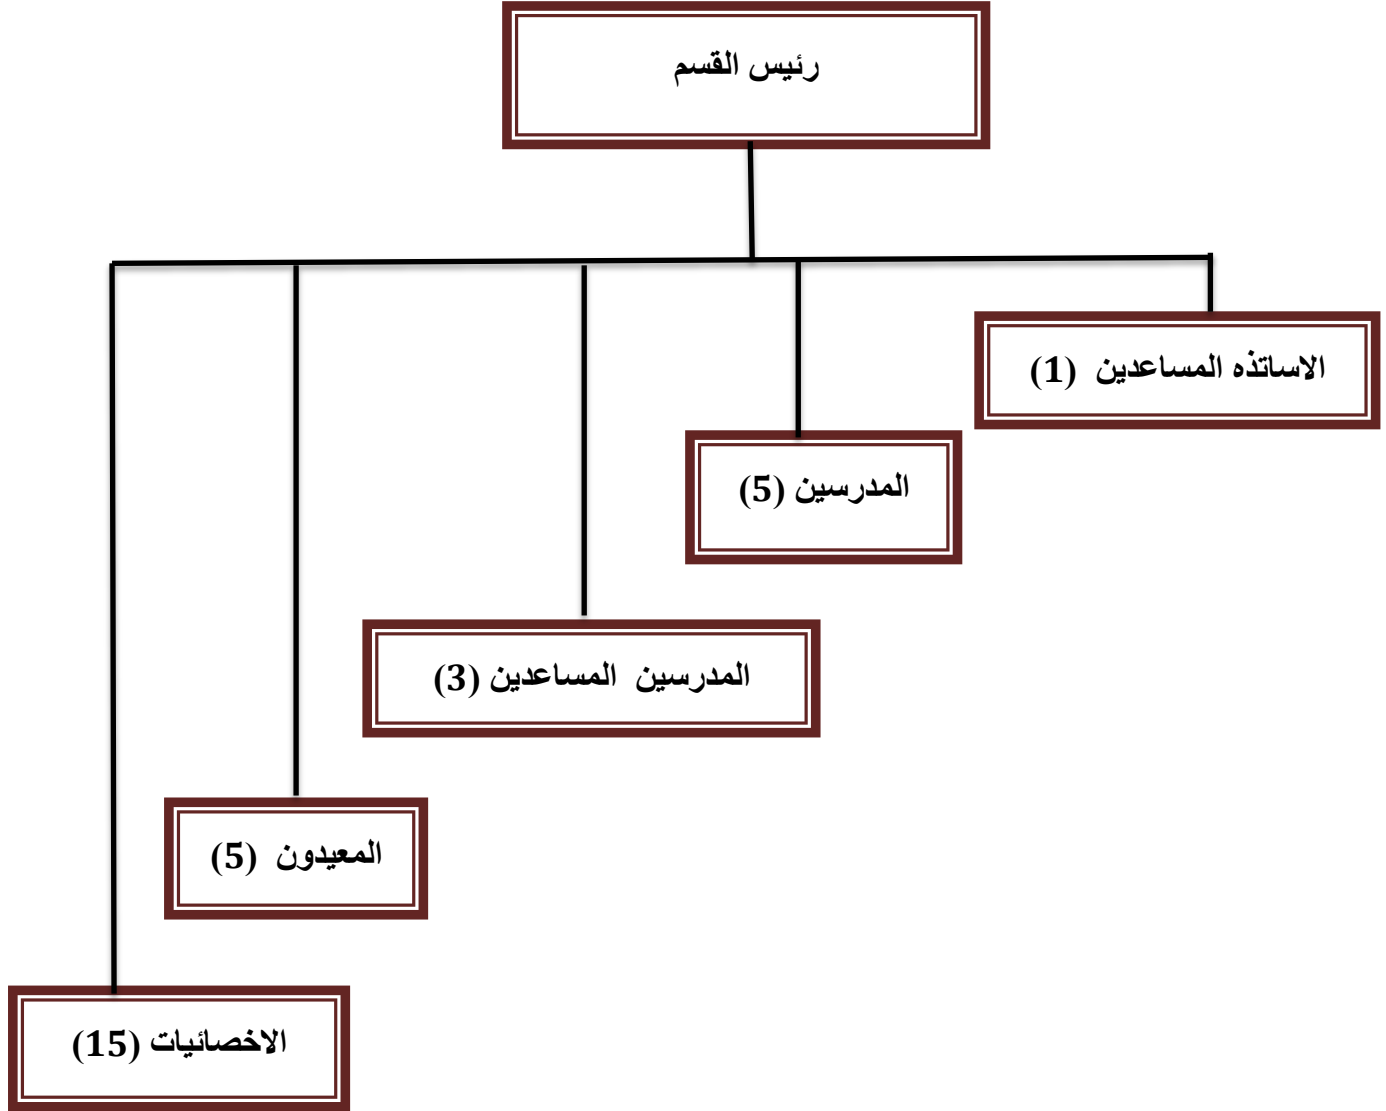 رئيس القسم
الاساتذه المساعدين (1)
المدرسين (5)
المدرسين المساعدين (3)
المعيدون (5)
الاخصائيات (15)